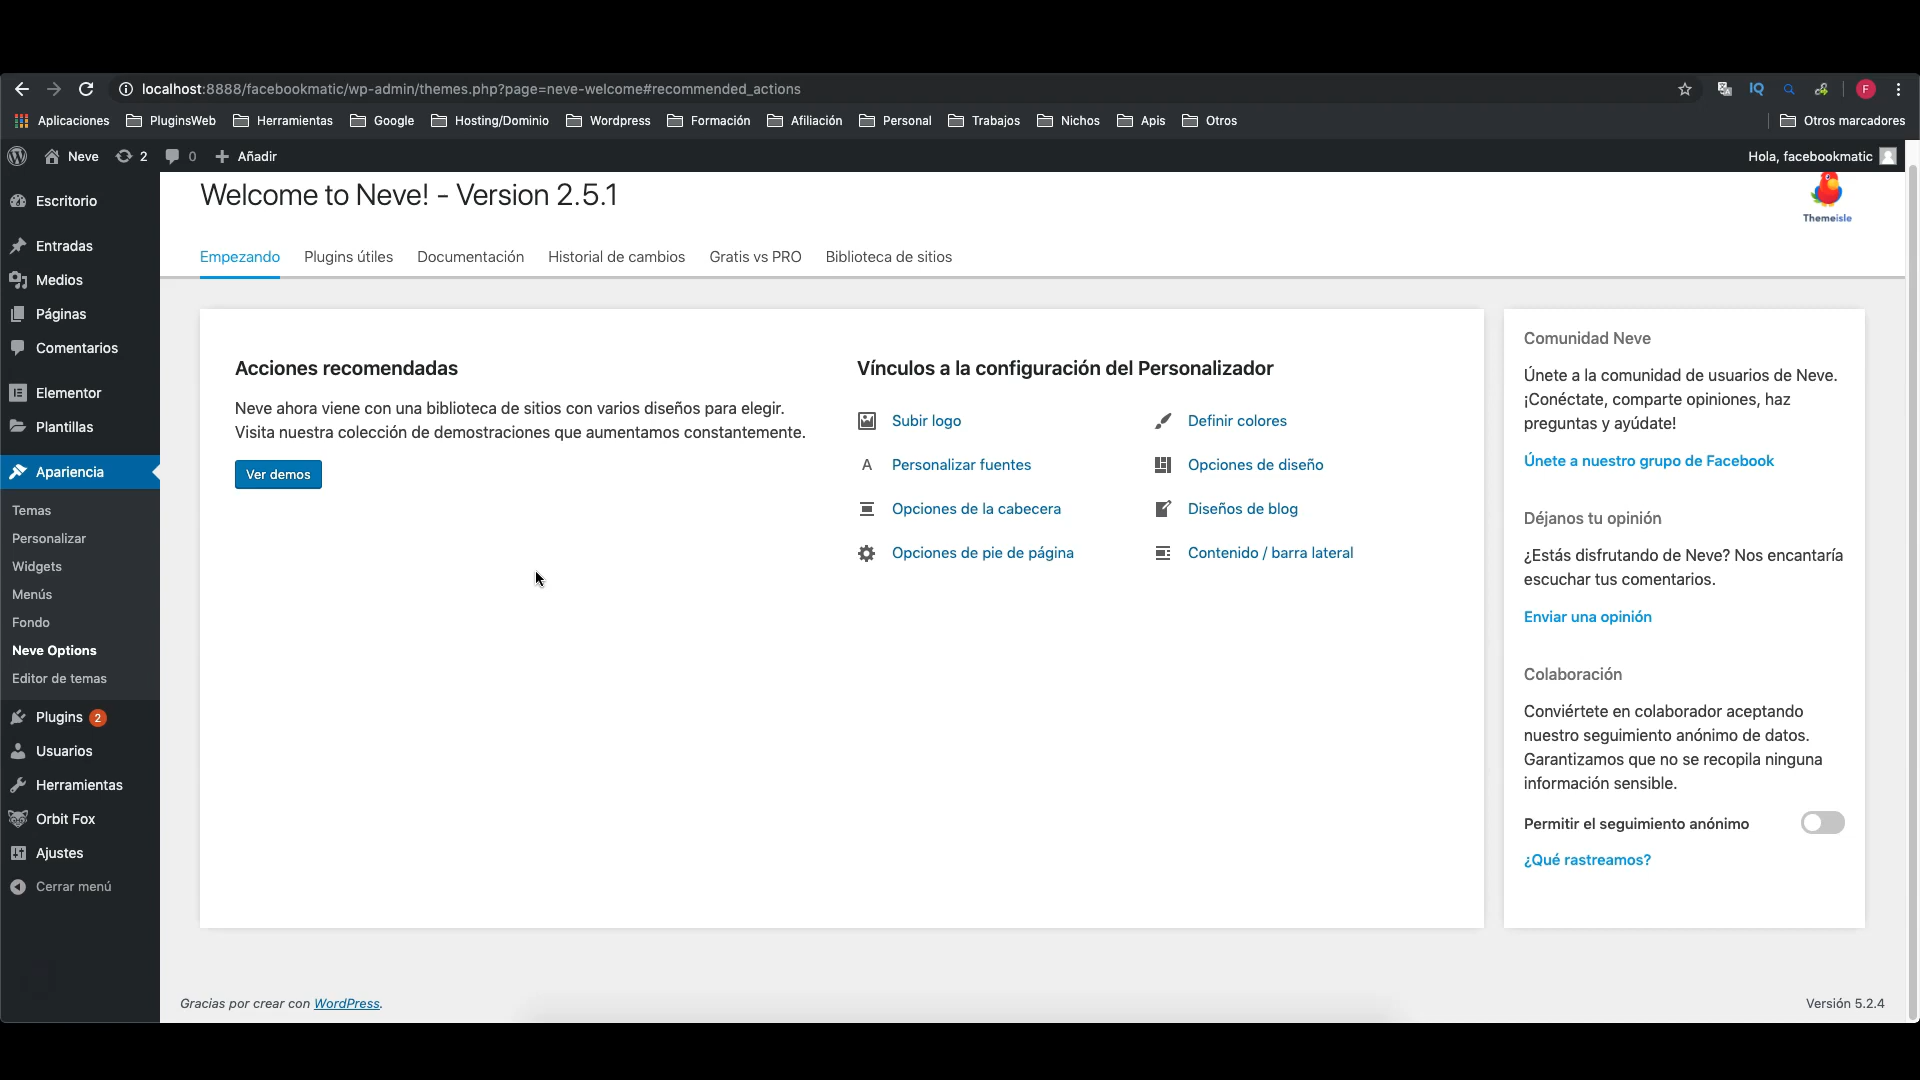 localhost:8888/facebookmatic/wp-admin/themes.php?page=neve-welcome#recommended_actions
IQ
F
Aplicaciones PluginsWeb Herramientas Google Hosting/Dominio Wordpress Formación Afiliación Personal Trabajos Nichos Apis Otros Otros marcadores
Neve 2 0 Añadir Hola, facebookmatic
Escritorio
Entradas
Medios
Páginas
Comentarios
Elementor
Plantillas
Apariencia
Temas
Personalizar
Widgets
Menús
Fondo
Neve Options
Editor de temas
Plugins 2
Usuarios
Herramientas
Orbit Fox
Ajustes
Cerrar menú
Welcome to Neve! - Version 2.5.1
Themeisle
Empezando Plugins útiles Documentación Historial de cambios Gratis vs PRO Biblioteca de sitios
Acciones recomendadas
Neve ahora viene con una biblioteca de sitios con varios diseños para elegir.
Visita nuestra colección de demostraciones que aumentamos constantemente.
Ver demos
Vínculos a la configuración del Personalizador
Subir logo Definir colores
A Personalizar fuentes Opciones de diseño
Opciones de la cabecera Diseños de blog
Opciones de pie de página Contenido / barra lateral
Comunidad Neve
Únete a la comunidad de usuarios de Neve.
¡Conéctate, comparte opiniones, haz
preguntas y ayúdate!
Únete a nuestro grupo de Facebook
Déjanos tu opinión
¿Estás disfrutando de Neve? Nos encantaría
escuchar tus comentarios.
Enviar una opinión
Colaboración
Conviértete en colaborador aceptando
nuestro seguimiento anónimo de datos.
Garantizamos que no se recopila ninguna
información sensible.
Permitir el seguimiento anónimo
¿Qué rastreamos?
Gracias por crear con WordPress.
Versión 5.2.4